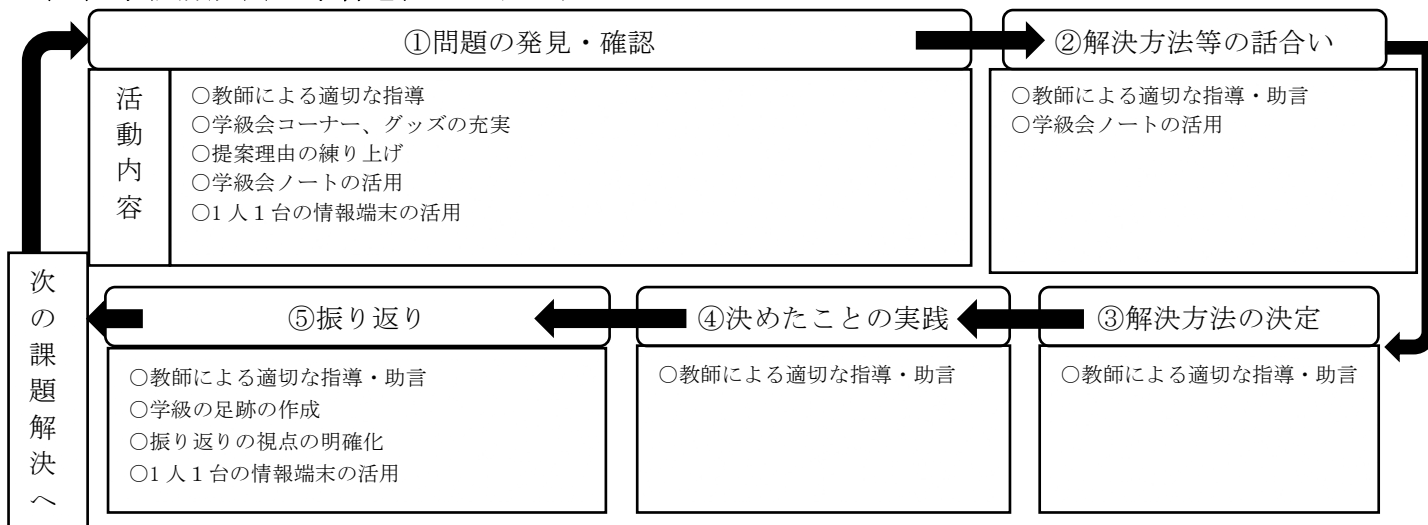 ①問題の発見・確認
②解決方法等の話合い
活動内容
○教師による適切な指導
○学級会コーナー、グッズの充実
○提案理由の練り上げ
○学級会ノートの活用
○1人1台の情報端末の活用
○教師による適切な指導・助言
○学級会ノートの活用
③解決方法の決定
○教師による適切な指導・助言
④決めたことの実践
○教師による適切な指導・助言
⑤振り返り
○教師による適切な指導・助言
○学級の足跡の作成
○振り返りの視点の明確化
○1人1台の情報端末の活用
次の課題解決へ